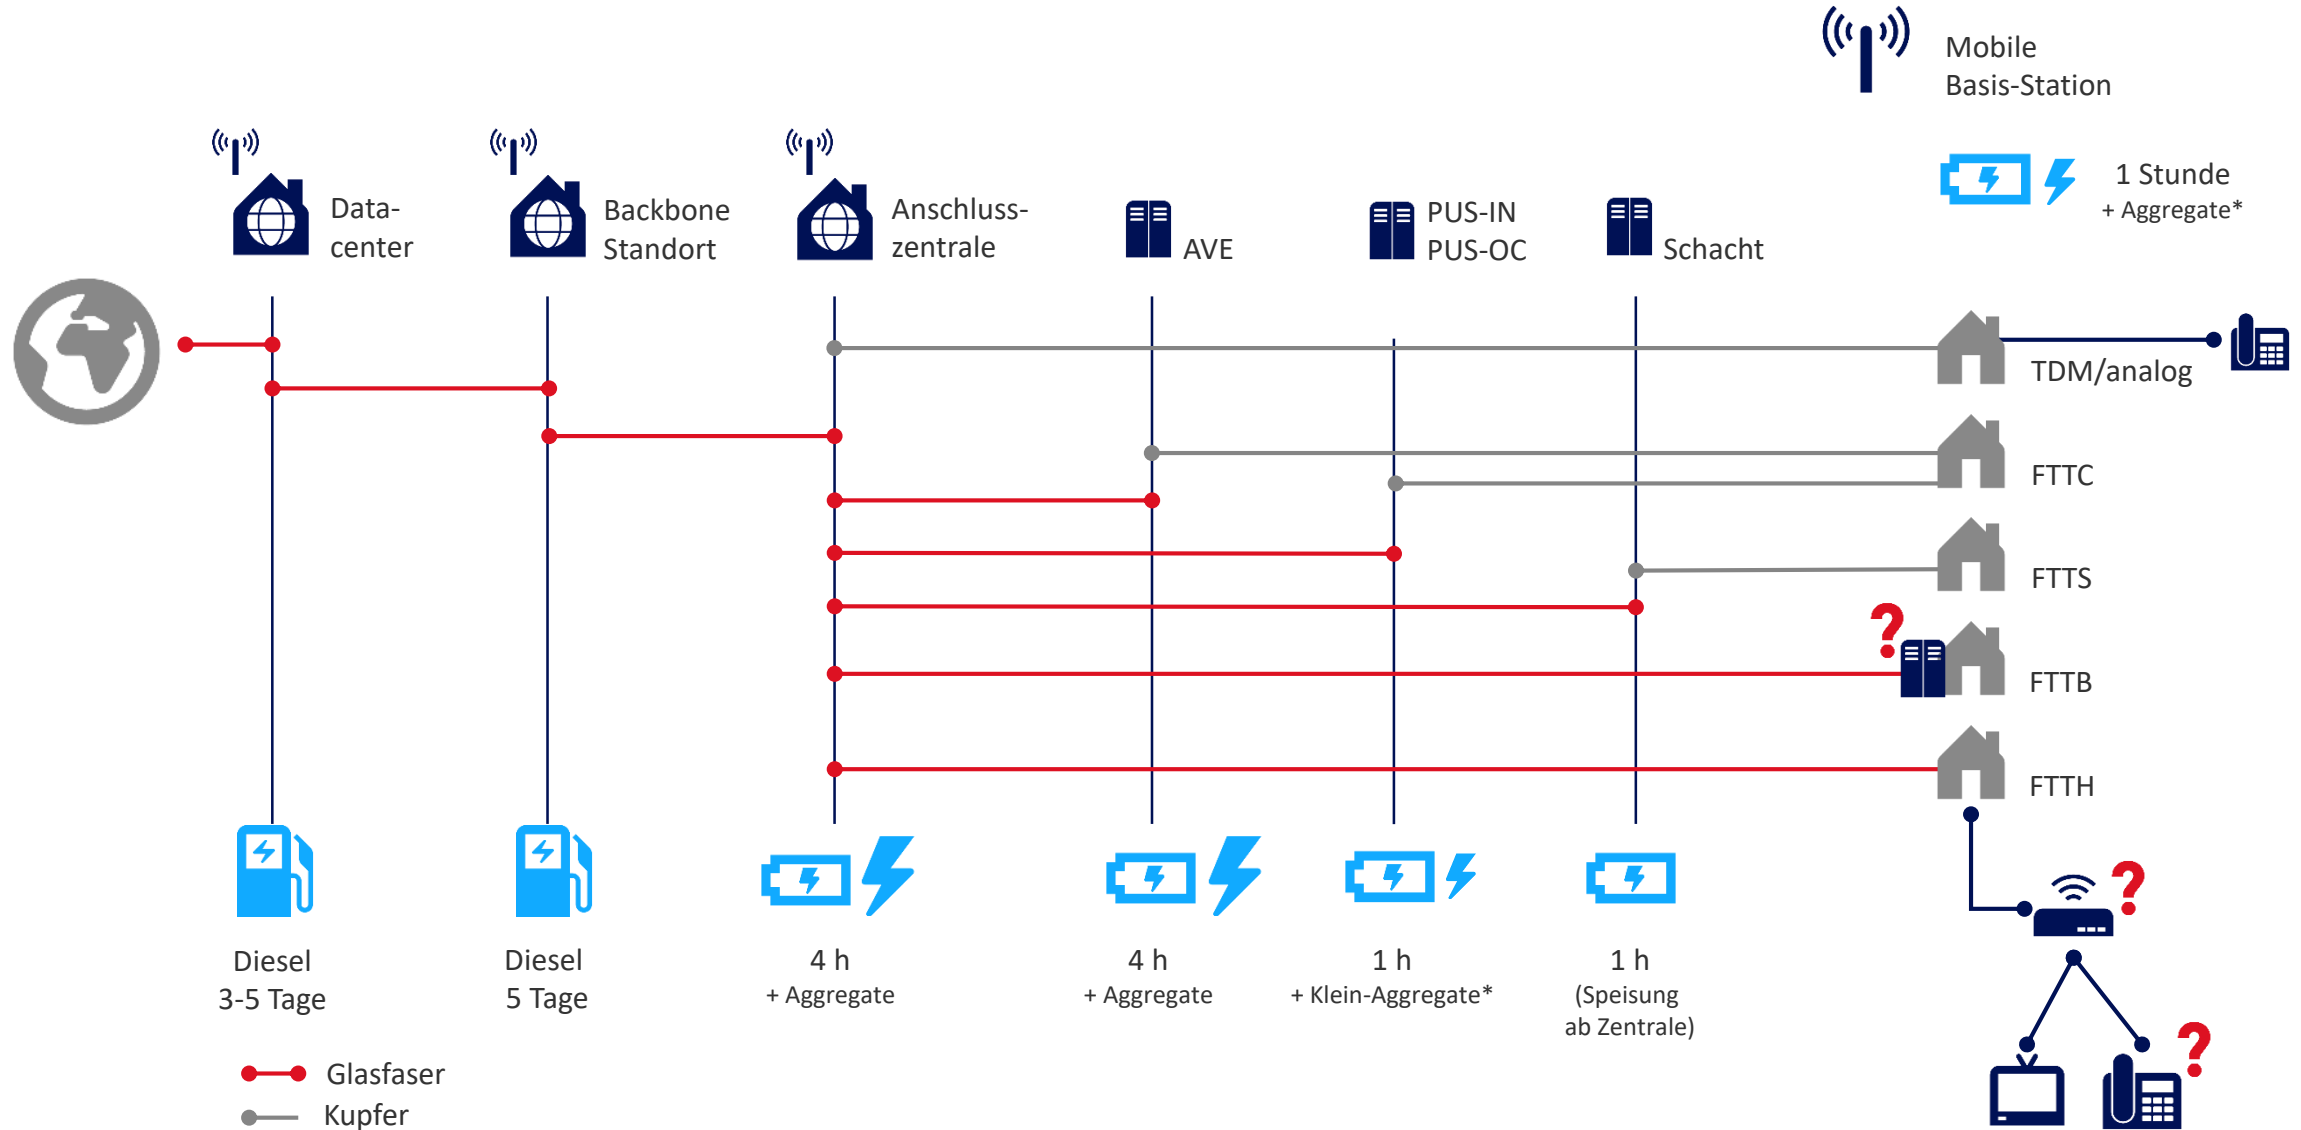 Mobile
Basis-Station
1 Stunde
+ Aggregate*
Data-
center
Backbone
Standort
Anschluss-
zentrale
AVE
PUS-IN
PUS-OC
Schacht
TDM/analog
FTTC
FTTS
?
FTTB
FTTH
?
Diesel
3-5 Tage
Diesel
5 Tage
4 h
+ Aggregate
4 h
+ Aggregate
1 h
+ Klein-Aggregate*
1 h
(Speisung
ab Zentrale)
?
Glasfaser
Kupfer